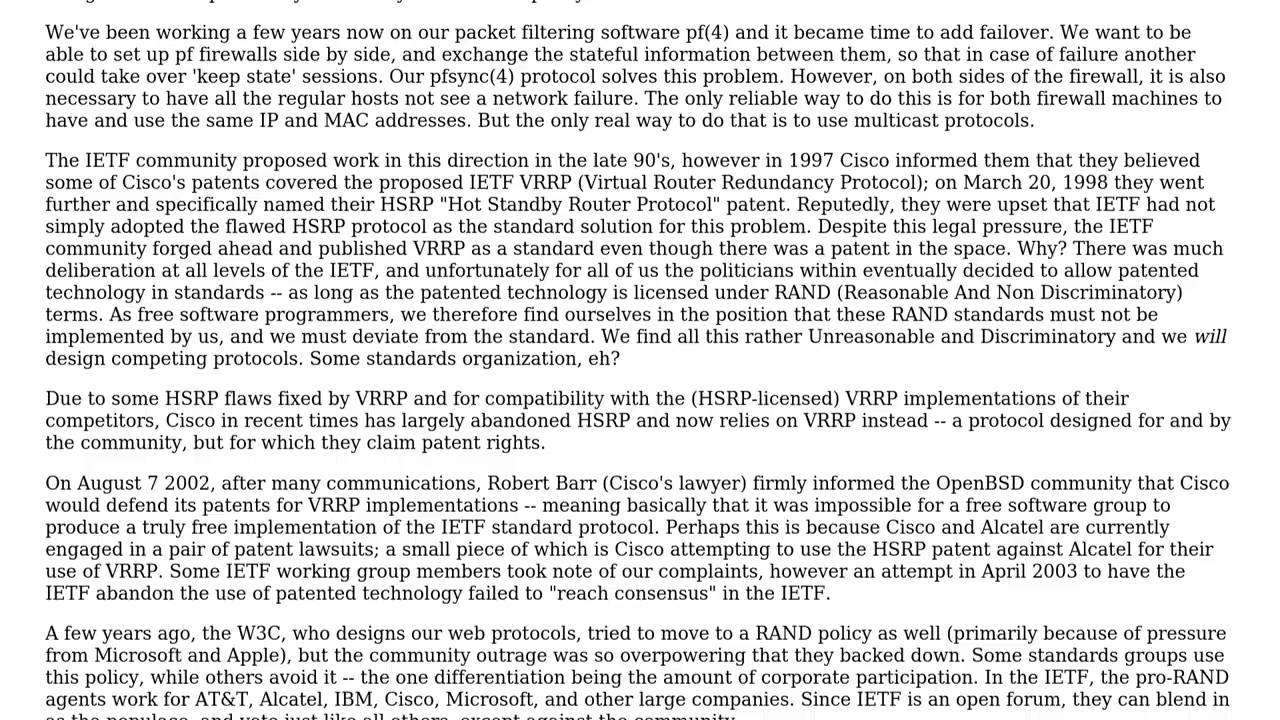 We've been working a few years now on our packet filtering software pf(4) and it became time to add failover. We want to be
able to set up pf firewalls side by side, and exchange the stateful information between them, so that in case of failure another
could take over 'keep state' sessions. Our pfsync(4) protocol solves this problem. However, on both sides of the firewall, it is also
necessary to have all the regular hosts not see a network failure. The only reliable way to do this is for both firewall machines to
have and use the same IP and MAC addresses. But the only real way to do that is to use multicast protocols.
The IETF community proposed work in this direction in the late 90's, however in 1997 Cisco informed them that they believed
some of Cisco's patents covered the proposed IETF VRRP (Virtual Router Redundancy Protocol); on March 20, 1998 they went
further and specifically named their HSRP "Hot Standby Router Protocol" patent. Reputedly, they were upset that IETF had not
simply adopted the flawed HSRP protocol as the standard solution for this problem. Despite this legal pressure, the IETF
community forged ahead and published VRRP as a standard even though there was a patent in the space. Why? There was much
deliberation at all levels of the IETF, and unfortunately for all of us the politicians within eventually decided to allow patented
technology in standards -- as long as the patented technology is licensed under RAND (Reasonable And Non Discriminatory)
terms. As free software programmers, we therefore find ourselves in the position that these RAND standards must not be
implemented by us, and we must deviate from the standard. We find all this rather Unreasonable and Discriminatory and we will
design competing protocols. Some standards organization, eh?
Due to some HSRP flaws fixed by VRRP and for compatibility with the (HSRP-licensed) VRRP implementations of their
competitors, Cisco in recent times has largely abandoned HSRP and now relies on VRRP instead -- a protocol designed for and by
the community, but for which they claim patent rights.
On August 7 2002, after many communications, Robert Barr (Cisco's lawyer) firmly informed the OpenBSD community that Cisco
would defend its patents for VRRP implementations -- meaning basically that it was impossible for a free software group to
produce a truly free implementation of the IETF standard protocol. Perhaps this is because Cisco and Alcatel are currently
engaged in a pair of patent lawsuits; a small piece of which is Cisco attempting to use the HSRP patent against Alcatel for their
use of VRRP. Some IETF working group members took note of our complaints, however an attempt in April 2003 to have the
IETF abandon the use of patented technology failed to "reach consensus" in the IETF.
A few years ago, the W3C, who designs our web protocols, tried to move to a RAND policy as well (primarily because of pressure
from Microsoft and Apple), but the community outrage was so overpowering that they backed down. Some standards groups use
this policy, while others avoid it -- the one differentiation being the amount of corporate participation. In the IETF, the pro-RAND
agents work for AT&T, Alcatel, IBM, Cisco, Microsoft, and other large companies. Since IETF is an open forum, they can blend in
as the populace, and vote just like all others, except against the community.